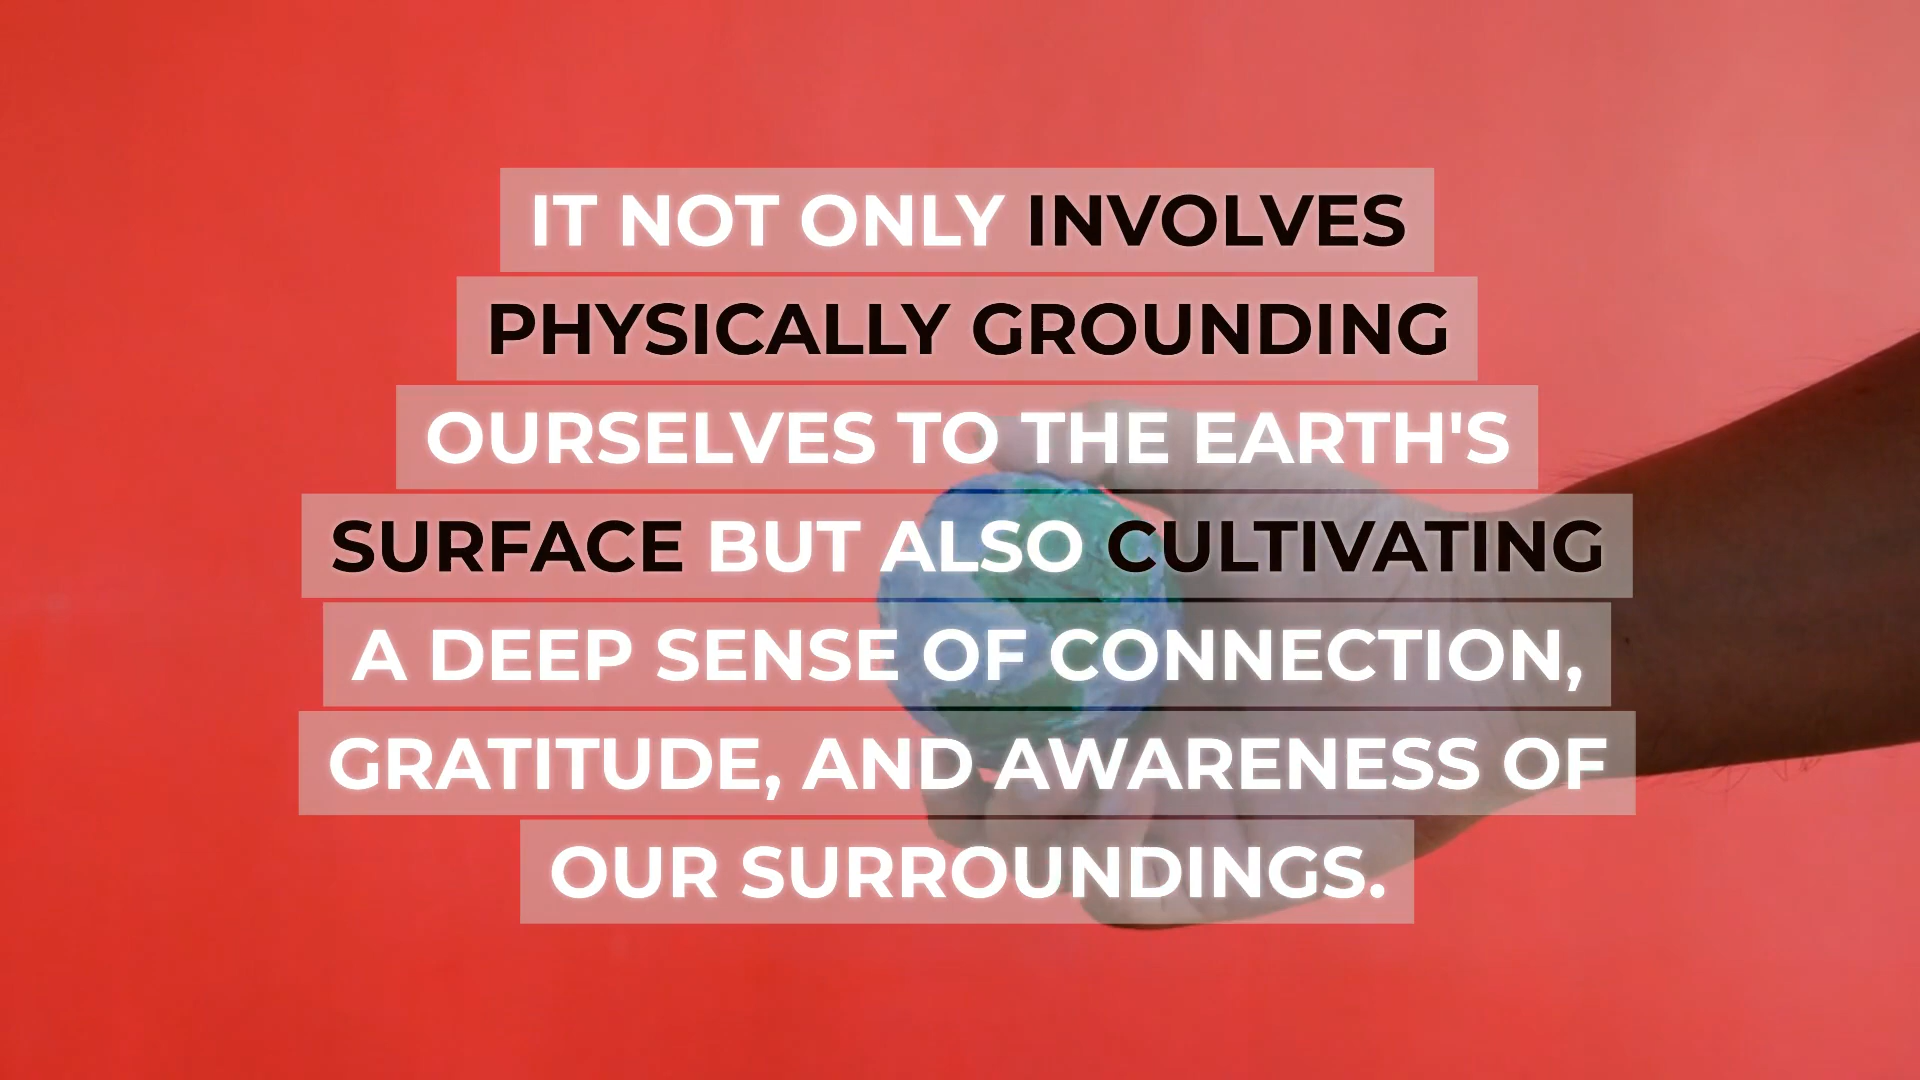 IT NOT ONLY INVOLVES
PHYSICALLY GROUNDING
OURSELVES TO THE EARTH'S
SURFACE BUT ALSO CULTIVATING
A DEEP SENSE OF CONNECTION,
GRATITUDE, AND AWARENESS OF
OUR SURROUNDINGS.